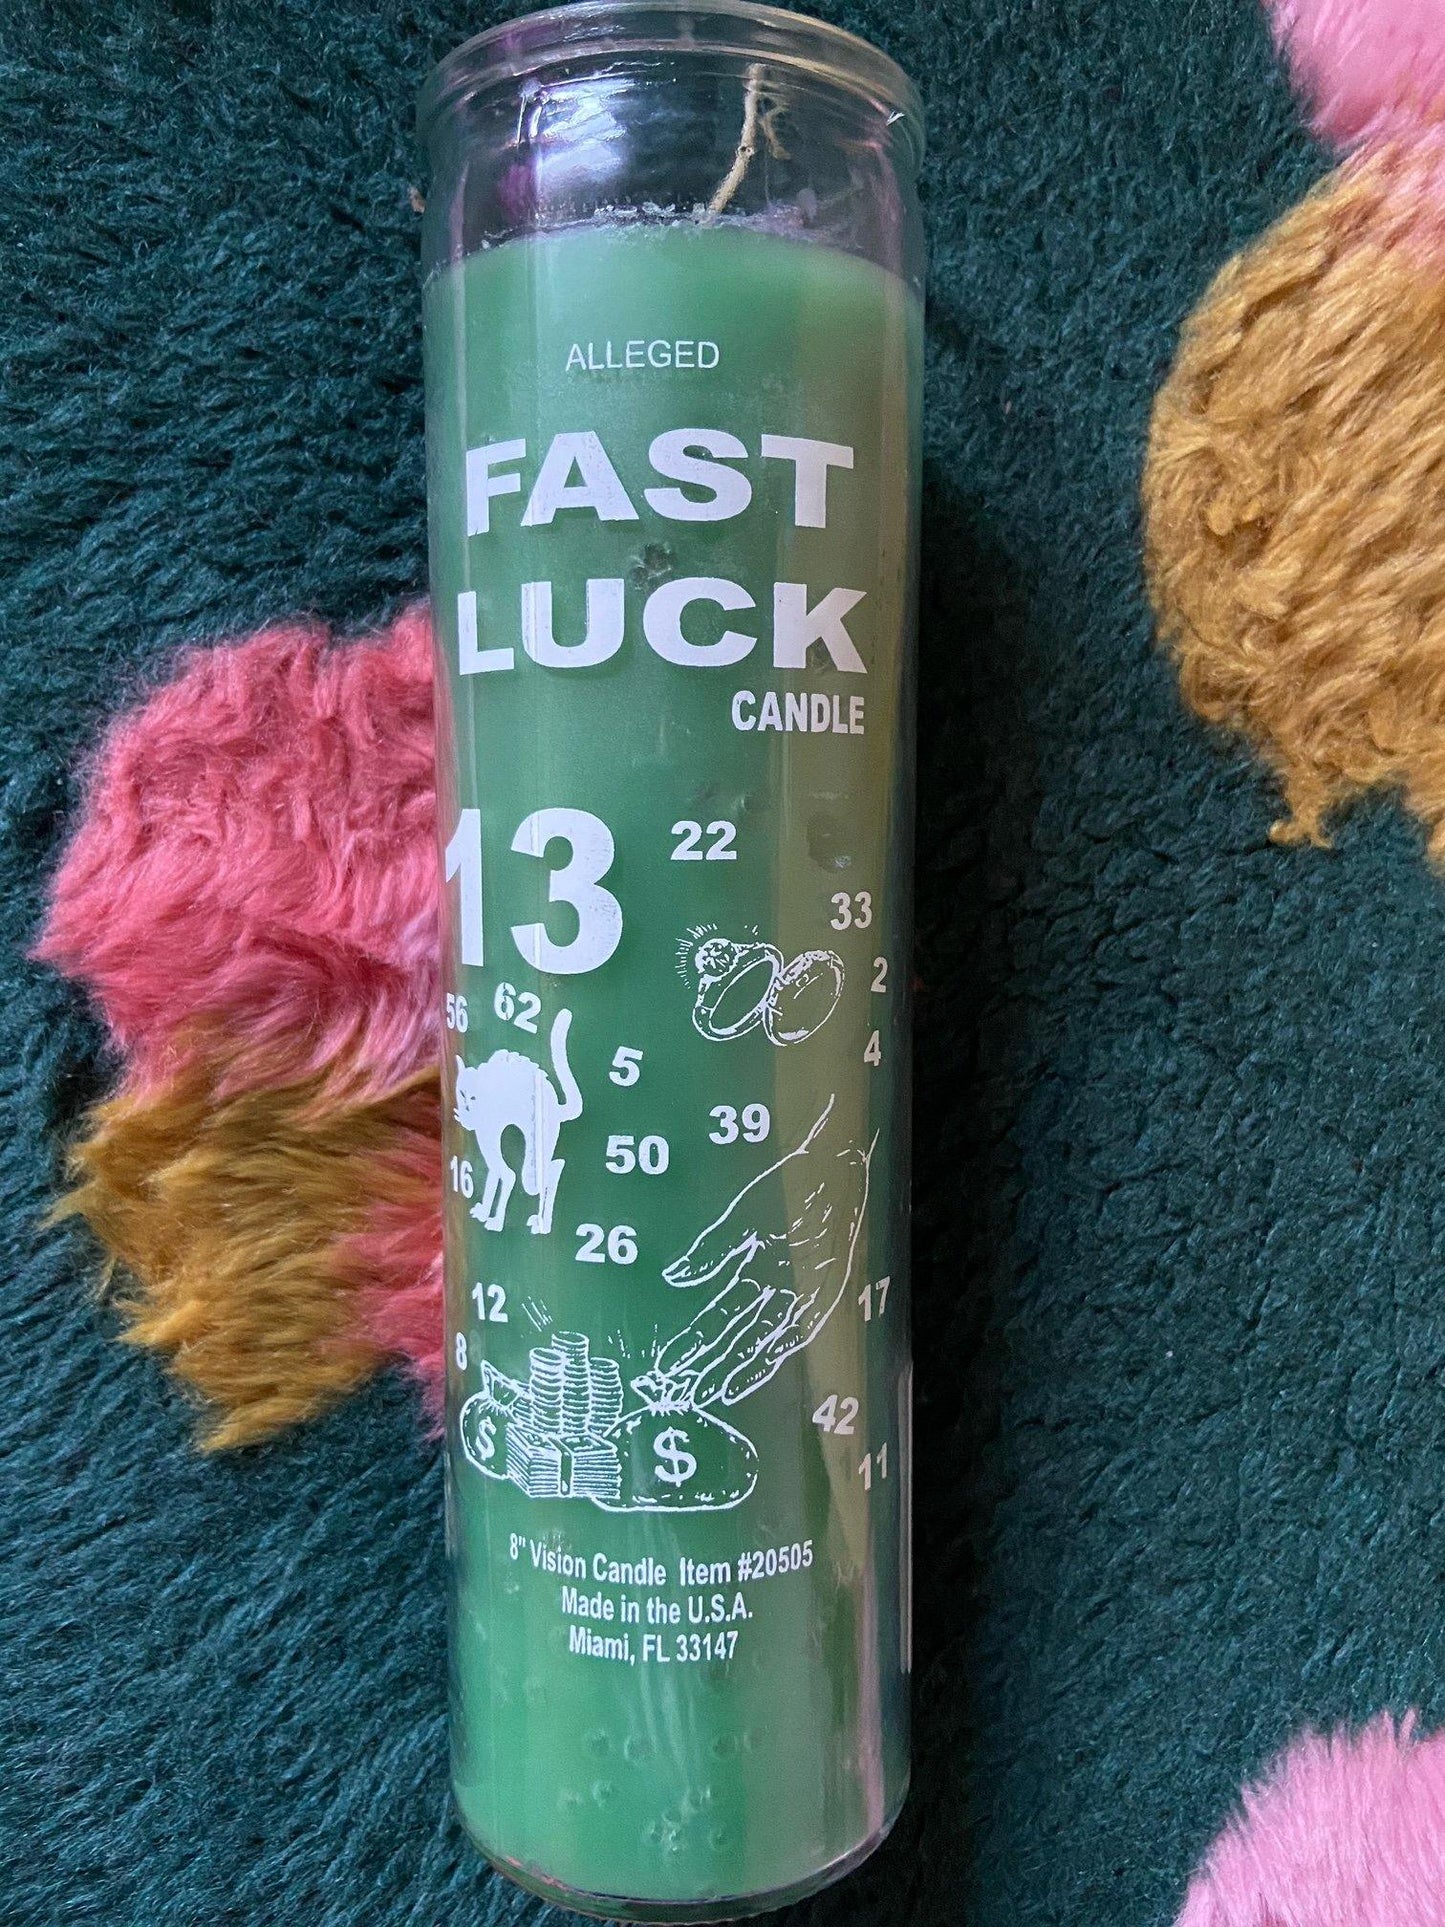 ALLEGED
FAST
LUCK
CANDLE
13
22
33
2
4
56
62
5
39
50
16
26
12
17
8
42
11
$
$
8" Vision Candle Item #20505
Made in the U.S.A.
Miami, FL 33147